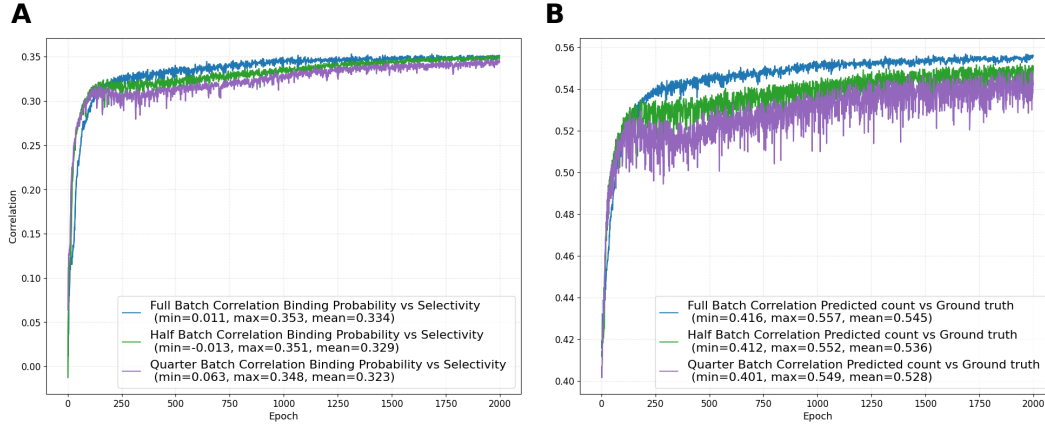 A
Correlation
0.35
0.30
0.25
0.20
0.15
0.10
0.05
0.00
0
250
500
750
1000
1250
1500
1750
2000
Epoch
Full Batch Correlation Binding Probability vs Selectivity
(min=0.011, max=0.353, mean=0.334)
Half Batch Correlation Binding Probability vs Selectivity
(min=-0.013, max=0.351, mean=0.329)
Quarter Batch Correlation Binding Probability vs Selectivity
(min=0.063, max=0.348, mean=0.323)
B
0.56
0.54
0.52
0.50
0.48
0.46
0.44
0.42
0.40
0
250
500
750
1000
1250
1500
1750
2000
Epoch
Full Batch Correlation Predicted count vs Ground truth
(min=0.416, max=0.557, mean=0.545)
Half Batch Correlation Predicted count vs Ground truth
(min=0.412, max=0.552, mean=0.536)
Quarter Batch Correlation Predicted count vs Ground truth
(min=0.401, max=0.549, mean=0.528)